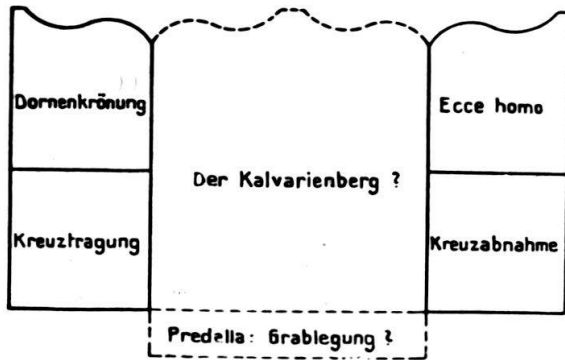 Dornenkrönung
Ecce homo
Der Kalvarienberg ?
Kreuztragung
Kreuzabnahme
Predella: Grablegung ?